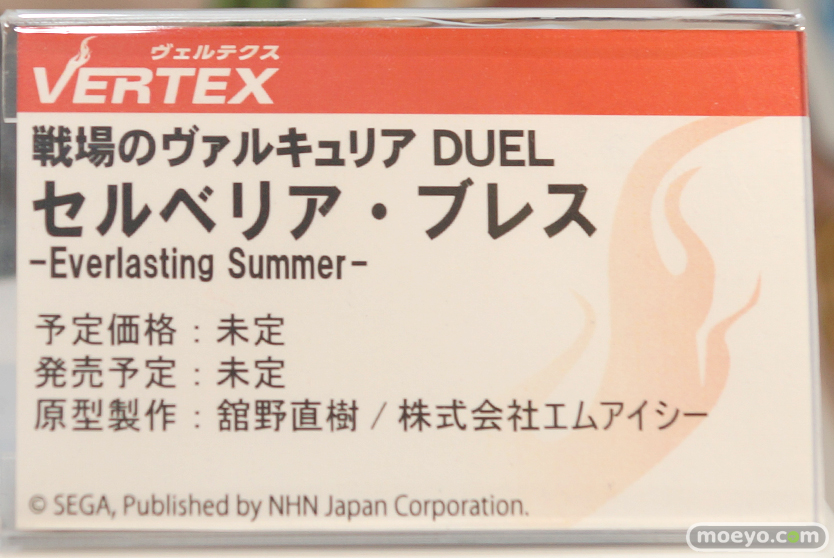 ヴェルテクス
VERTEX
戦場のヴァルキュリア DUEL
セルベリア・ブレス
-Everlasting Summer-
予定価格：未定
発売予定：未定
原型製作：舘野直樹 / 株式会社エムアイシー
© SEGA, Published by NHN Japan Corporation.
moeyo.com